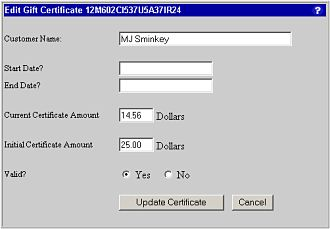 Edit Gift Certificate 12M602CI537U5A37IR24 ?
Customer Name: MJ Sminkey
Start Date?
End Date?
Current Certificate Amount 14.56 Dollars
Initial Certificate Amount 25.00 Dollars
Valid? Yes No
Update Certificate Cancel